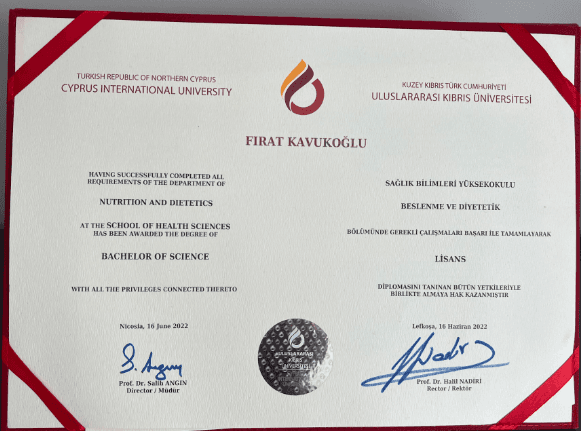 TURKISH REPUBLIC OF NORTHERN CYPRUS
CYPRUS INTERNATIONAL UNIVERSITY
KUZEY KIBRIS TÜRK CUMHURİYETİ
ULUSLARARASI KIBRIS ÜNİVERSİTESİ
FIRAT KAVUKOĞLU
HAVING SUCCESSFULLY COMPLETED ALL
REQUIREMENTS OF THE DEPARTMENT OF
NUTRITION AND DIETETICS
AT THE SCHOOL OF HEALTH SCIENCES
HAS BEEN AWARDED THE DEGREE OF
BACHELOR OF SCIENCE
WITH ALL THE PRIVILEGES CONNECTED THERETO
Nicosia, 16 June 2022
Prof. Dr. Salih ANGIN
Director / Müdür
SAĞLIK BİLİMLERİ YÜKSEKOKULU
BESLENME VE DİYETETİK
BÖLÜMÜNDE GEREKLİ ÇALIŞMALARI BAŞARI İLE TAMAMLAYARAK
LİSANS
DİPLOMASINI TANINAN BÜTÜN YETKİLERİYLE
BİRLİKTE ALMAYA HAK KAZANMIŞTIR
Lefkoşa, 16 Haziran 2022
Prof. Dr. Halil NADİRİ
Rector / Rektör
ULUSLARARASI
KIBRIS
ÜNİVERSİTESİ